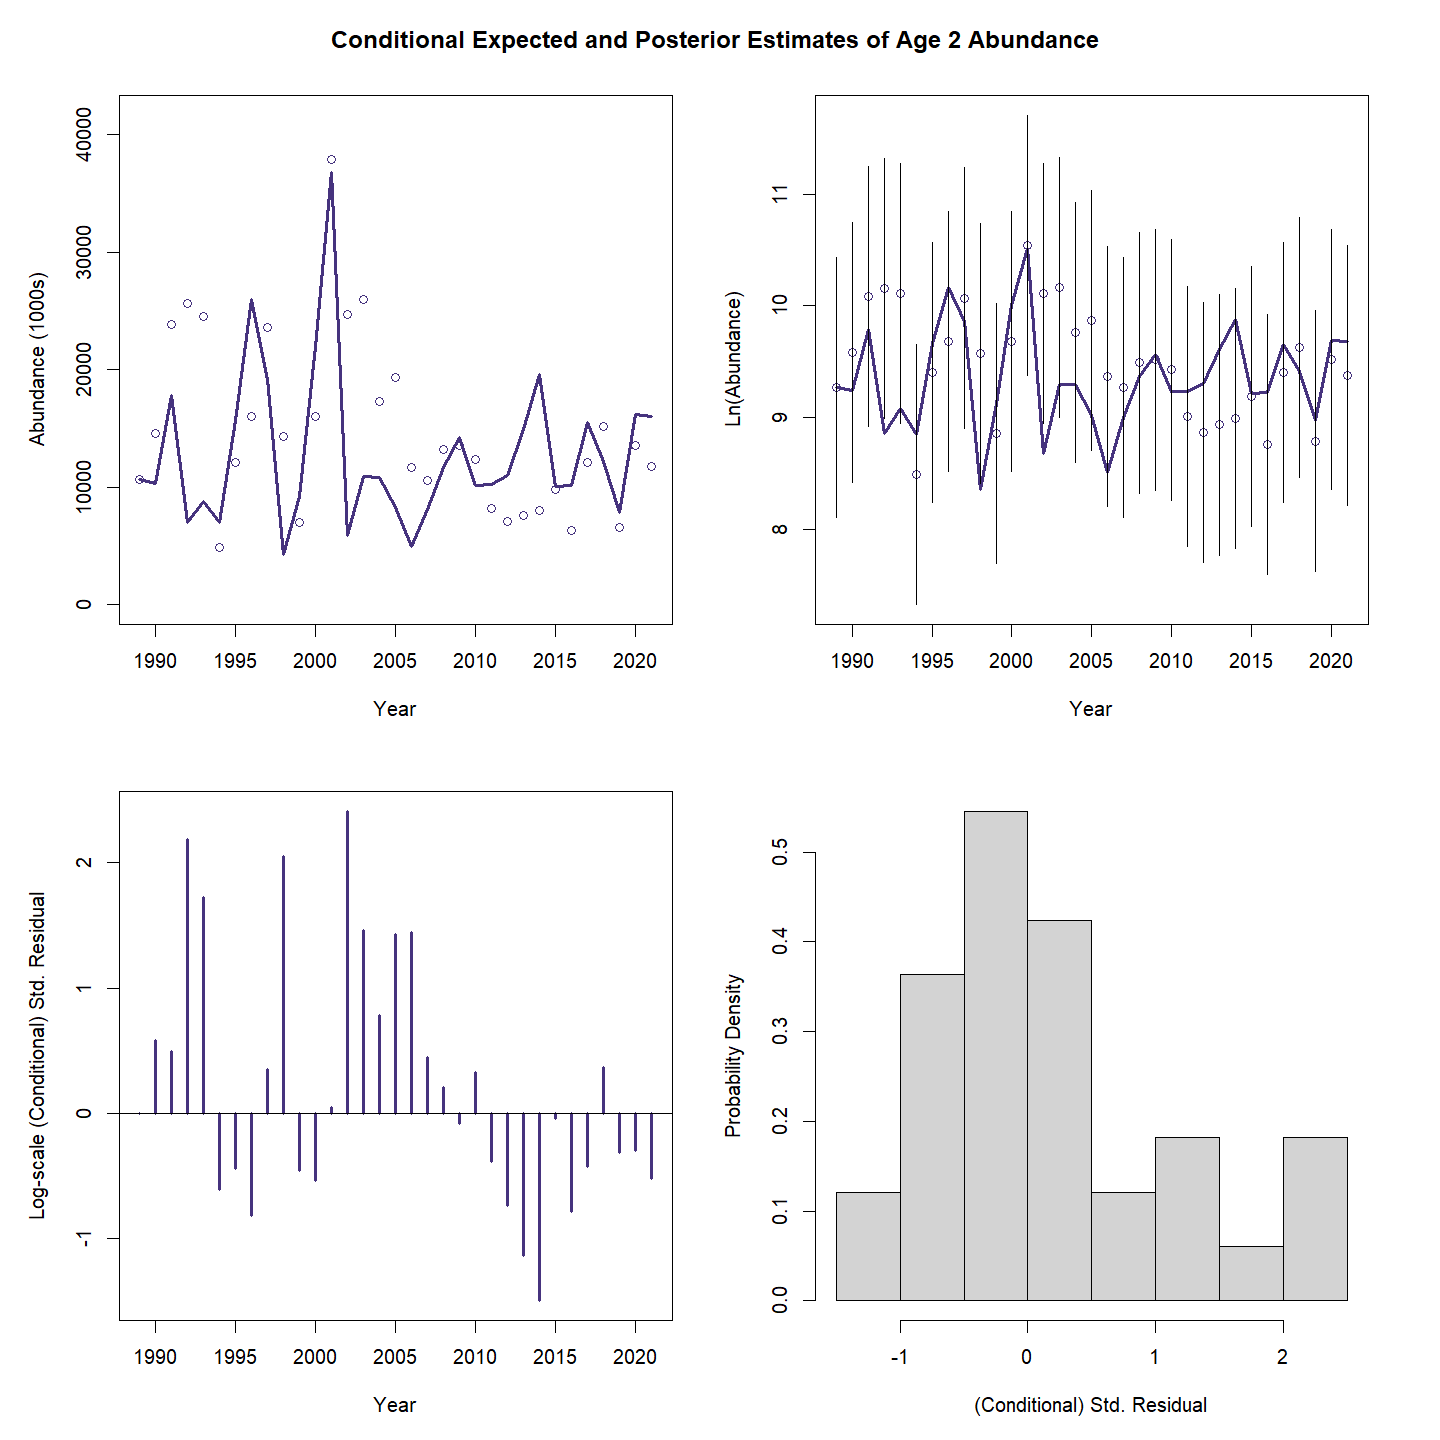 Conditional Expected and Posterior Estimates of Age 2 Abundance
Abundance (1000s)
40000
30000
20000
10000
0
1990 1995 2000 2005 2010 2015 2020
Year
Ln(Abundance)
11
10
9
8
1990 1995 2000 2005 2010 2015 2020
Year
Log-scale (Conditional) Std. Residual
2
1
0
-1
1990 1995 2000 2005 2010 2015 2020
Year
Probability Density
0.5
0.4
0.3
0.2
0.1
0.0
-1 0 1 2
(Conditional) Std. Residual